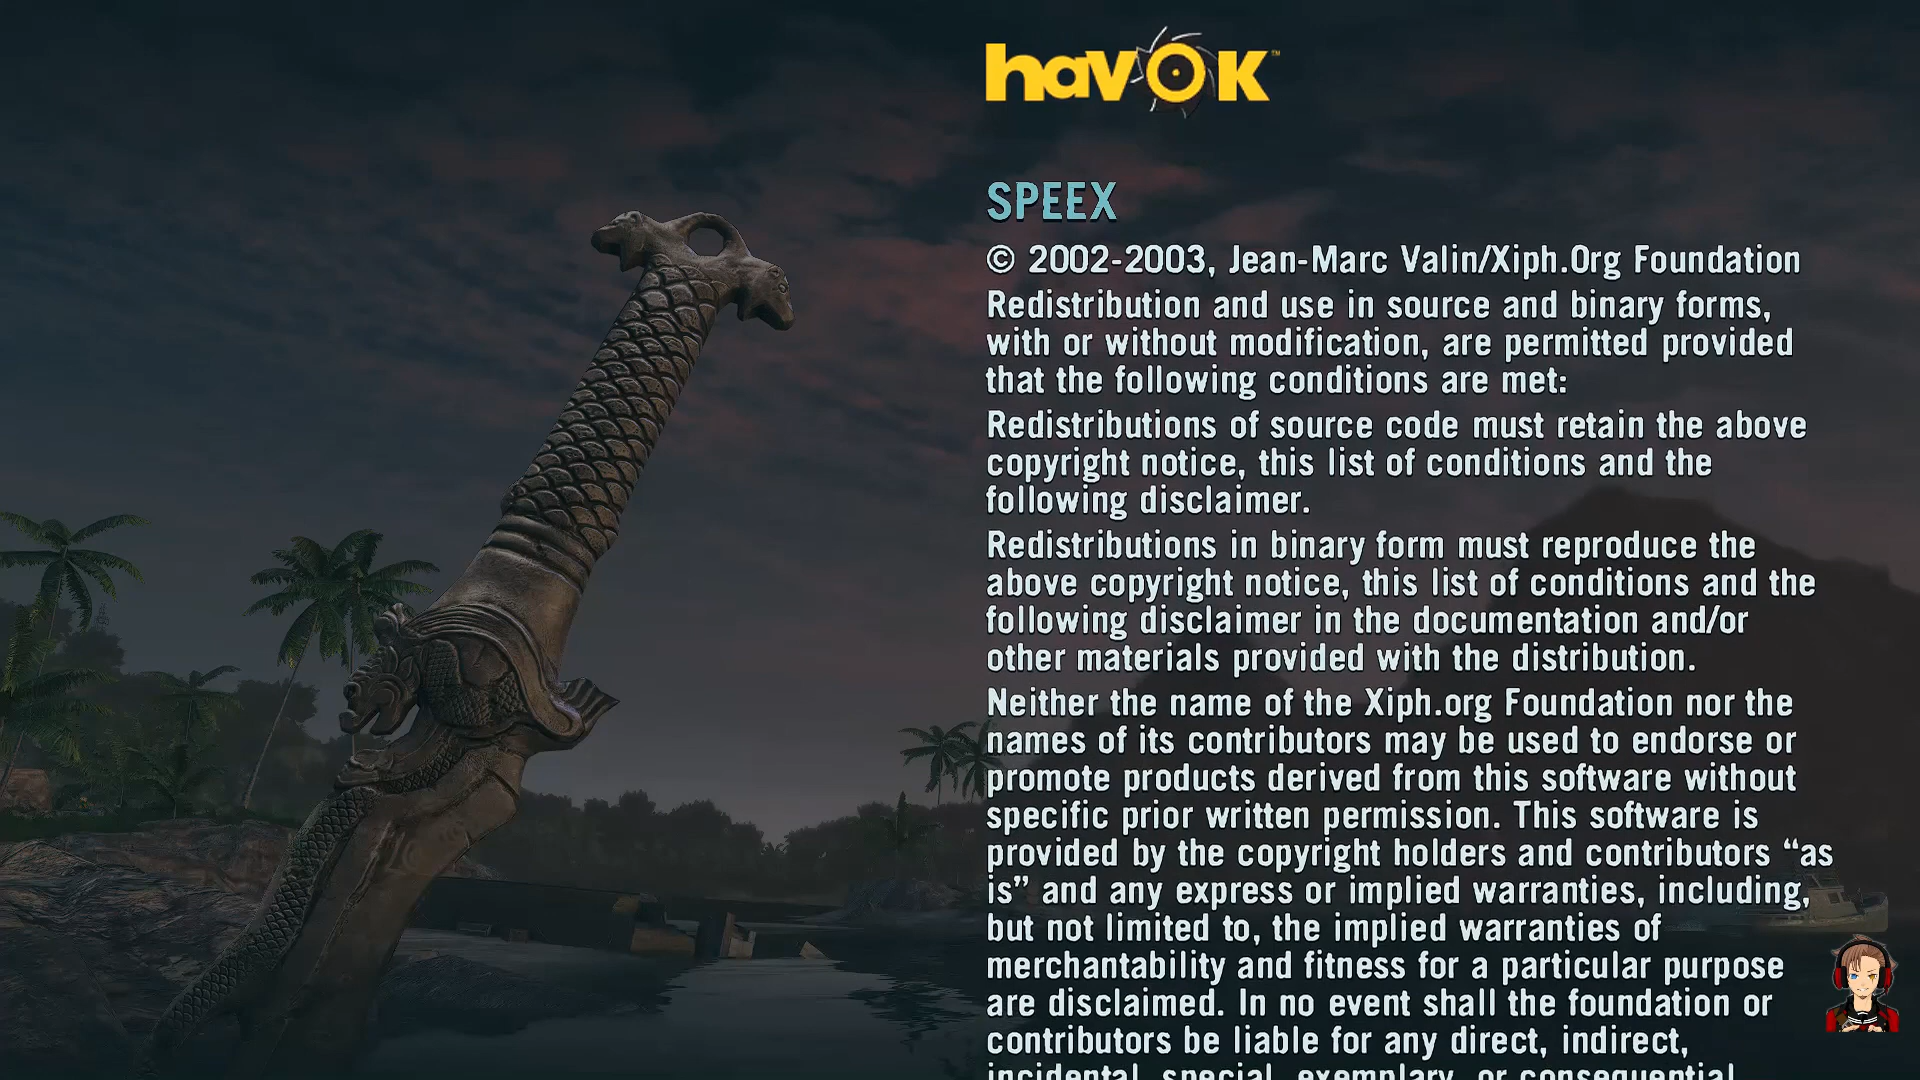 havok™
SPEEX
© 2002-2003, Jean-Marc Valin/Xiph.Org Foundation
Redistribution and use in source and binary forms,
with or without modification, are permitted provided
that the following conditions are met:
Redistributions of source code must retain the above
copyright notice, this list of conditions and the
following disclaimer.
Redistributions in binary form must reproduce the
above copyright notice, this list of conditions and the
following disclaimer in the documentation and/or
other materials provided with the distribution.
Neither the name of the Xiph.org Foundation nor the
names of its contributors may be used to endorse or
promote products derived from this software without
specific prior written permission. This software is
provided by the copyright holders and contributors “as
is” and any express or implied warranties, including,
but not limited to, the implied warranties of
merchantability and fitness for a particular purpose
are disclaimed. In no event shall the foundation or
contributors be liable for any direct, indirect,
incidental, special, exemplary, or consequential